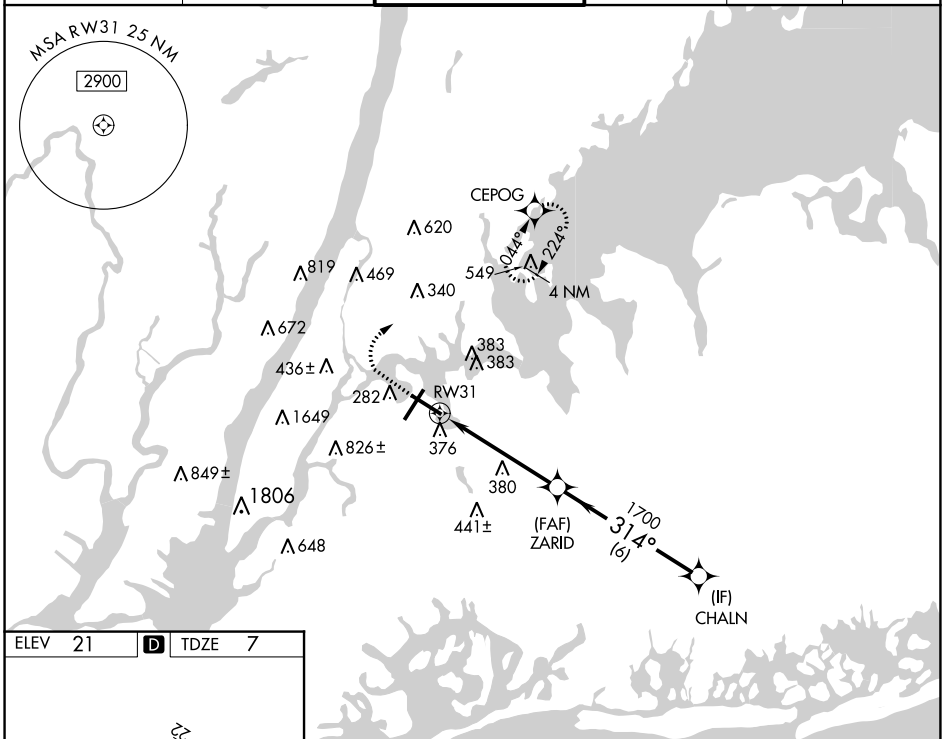 MSA RW31 25 NM
2900
CEPOG
620
044°
224°
549
4 NM
819
469
340
672
383
383
436±
282
RW31
1649
376
826±
380
849±
1806
441±
(FAF)
ZARID
1700
314°
(6)
648
(IF)
CHALN
ELEV 21
D
TDZE 7
22